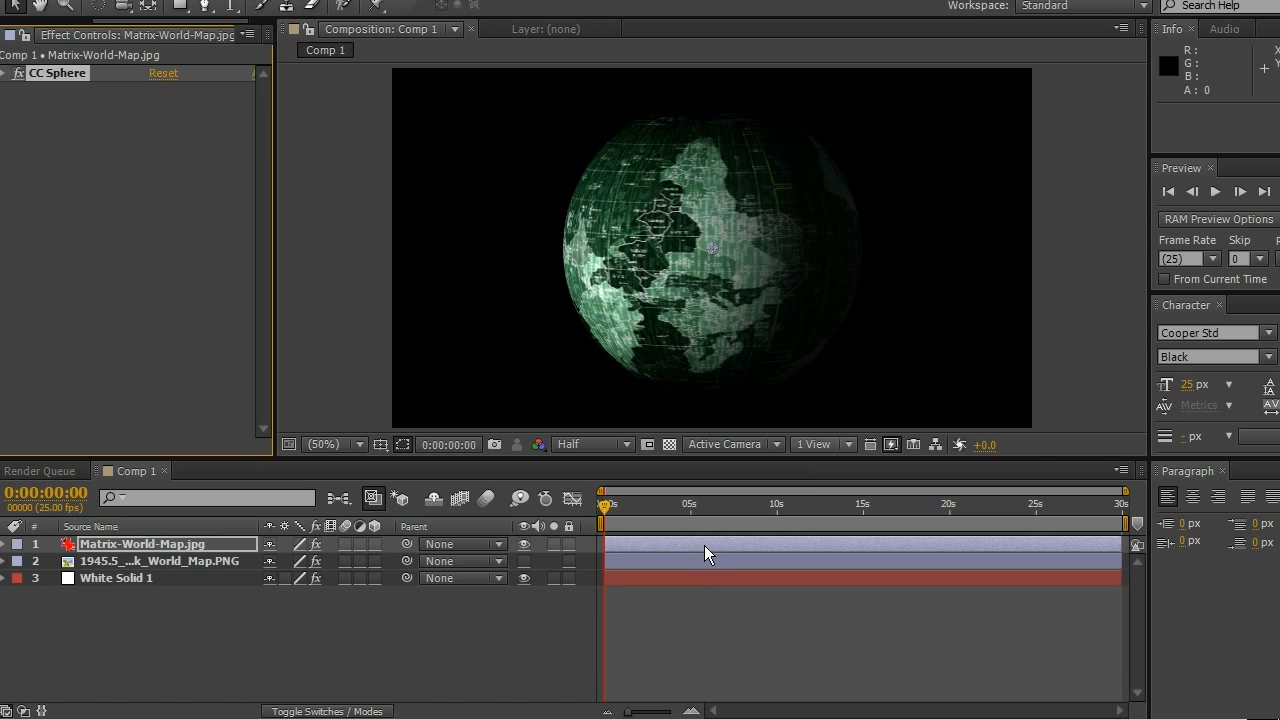 Workspace: Standard Search Help
Effect Controls: Matrix-World-Map.jpg
Composition: Comp 1
Layer: (none)
Info
Audio
Comp 1 • Matrix-World-Map.jpg
Comp 1
fx CC Sphere Reset
R :
G :
B :
A : 0
Preview
RAM Preview Options
Frame Rate Skip
(25) 0
From Current Time
Character
Cooper Std
Black
25 px
Metrics
- px
(50%) 0:00:00:00 Half Active Camera 1 View +0.0
Render Queue Comp 1
Paragraph
0:00:00:00
00000 (25.00 fps)
05s 10s 15s 20s 25s 30s
# Source Name Parent
1 Matrix-World-Map.jpg None
2 1945.5_...k_World_Map.PNG None
3 White Solid 1 None
0 px 0 px
0 px 0 px
Toggle Switches / Modes